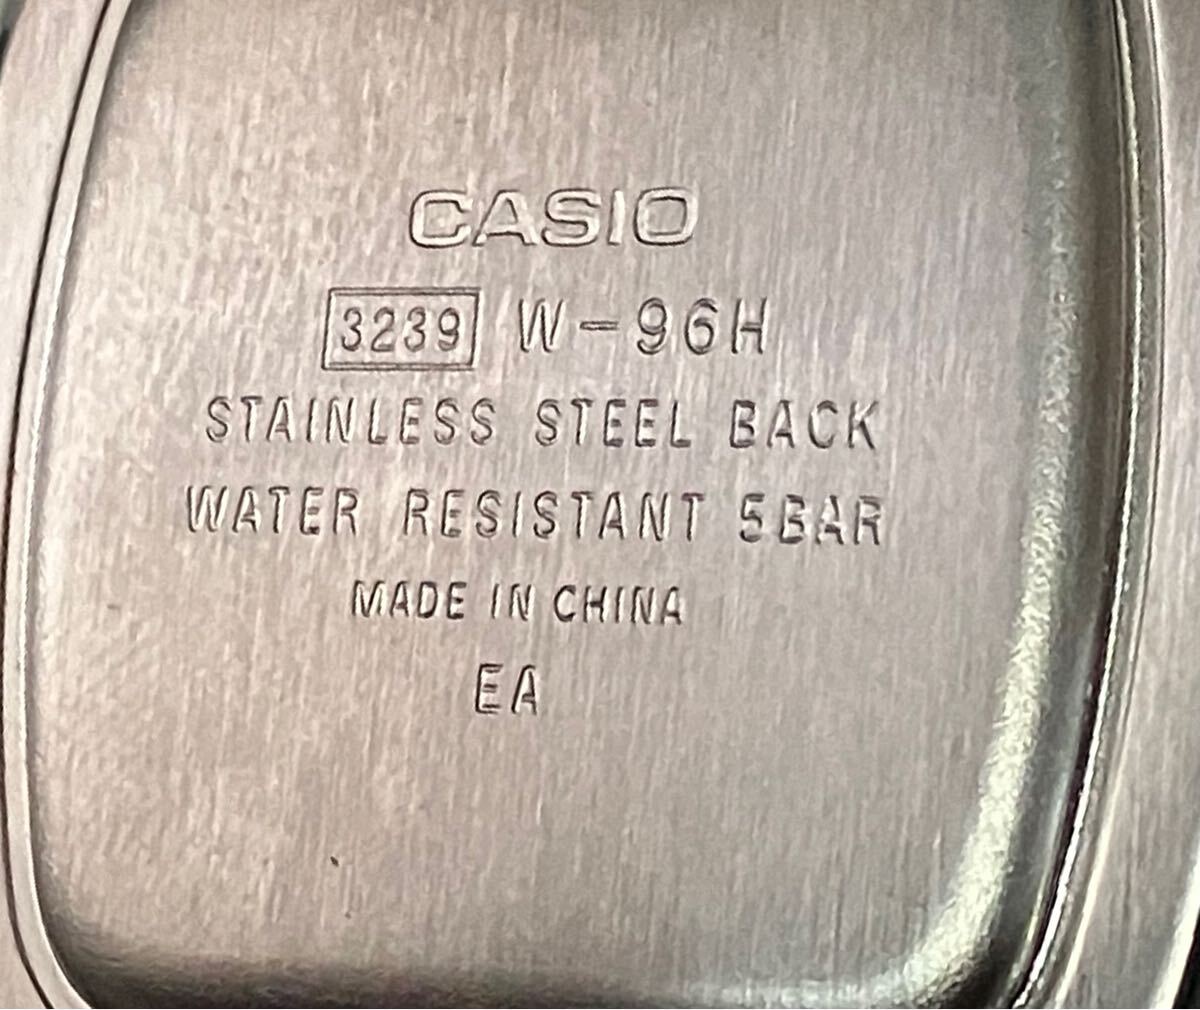 CASIO
3239 W-96H
STAINLESS STEEL BACK
WATER RESISTANT 5BAR
MADE IN CHINA
EA